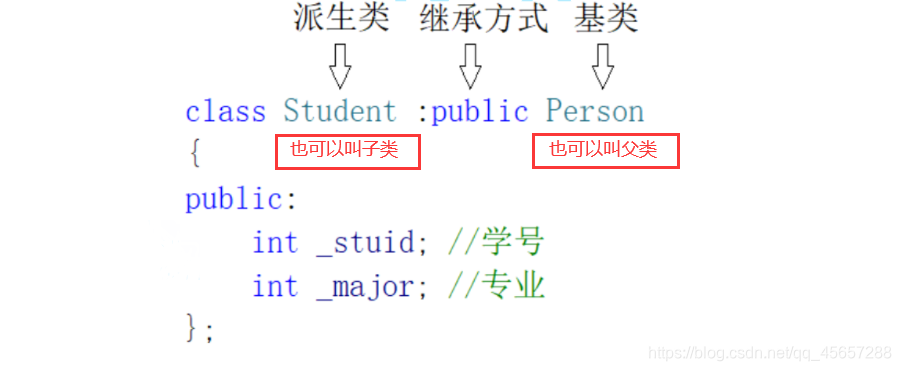 派生类 继承方式 基类
class Student :public Person
{ 也可以叫子类 也可以叫父类
public:
int _stuid; //学号
int _major; //专业
};
https://blog.csdn.net/qq_45657288